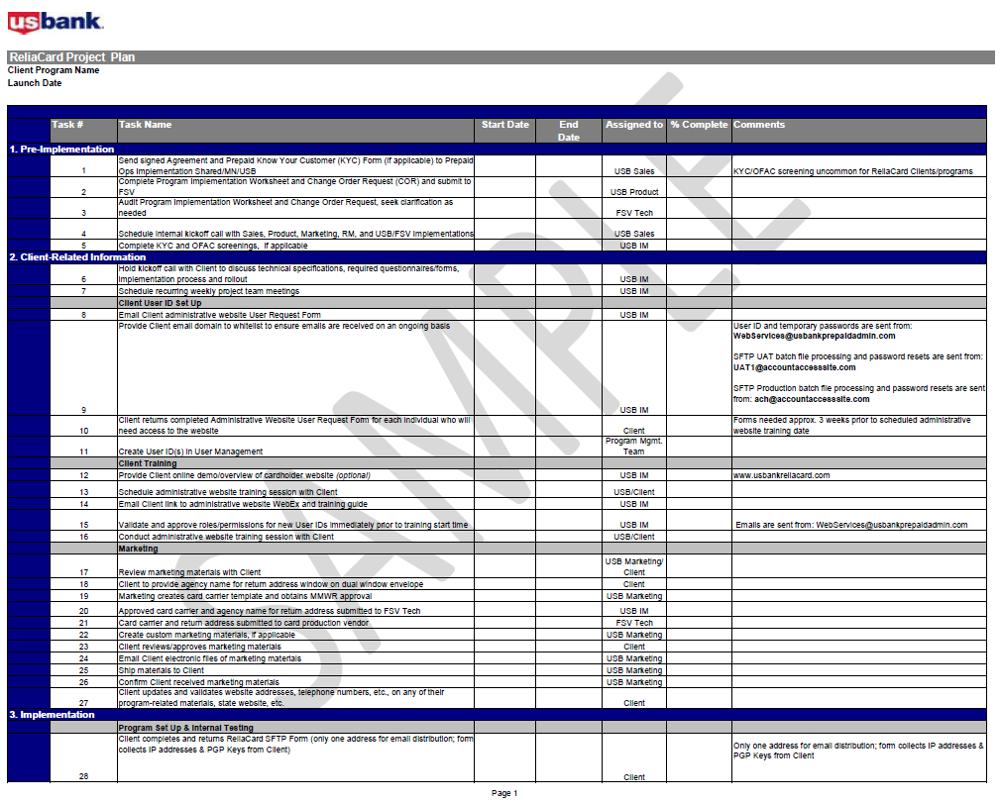 usbank.
ReliaCard Project Plan
Client Program Name
Launch Date
Task # Task Name Start Date End Date Assigned to % Complete Comments
1. Pre-Implementation
Send signed Agreement and Prepaid Know Your Customer (KYC) Form (if applicable) to Prepaid
1 Ops Implementation Shared/MN/USB USB Sales KYC/OFAC screening uncommon for ReliaCard Clients/programs
Complete Program Implementation Worksheet and Change Order Request (COR) and submit to
2 FSV USB Product
Audit Program Implementation Worksheet and Change Order Request, seek clarification as
3 needed FSV Tech
4 Schedule internal kickoff call with Sales, Product, Marketing, RM, and USB/FSV Implementations USB Sales
5 Complete KYC and OFAC screenings, if applicable USB IM
2. Client-Related Information
Hold kickoff call with Client to discuss technical specifications, required questionnaires/forms,
6 implementation process and rollout USB IM
7 Schedule recurring weekly project team meetings USB IM
Client User ID Set Up
8 Email Client administrative website User Request Form USB IM
Provide Client email domain to whitelist to ensure emails are received on an ongoing basis User ID and temporary passwords are sent from:
WebServices@usbankprepaidadmin.com
SFTP UAT batch file processing and password resets are sent from:
UAT1@accountaccesssite.com
SFTP Production batch file processing and password resets are sent
from: ach@accountaccesssite.com
9 USB IM
Client returns completed Administrative Website User Request Form for each individual who will Forms needed approx. 3 weeks prior to scheduled administrative
10 need access to the website Client website training date
Program Mgmt.
11 Create User ID(s) in User Management Team
Client Training
12 Provide Client online demo/overview of cardholder website (optional) USB IM www.usbankreliacard.com
13 Schedule administrative website training session with Client USB/Client
14 Email Client link to administrative website WebEx and training guide USB IM
15 Validate and approve roles/permissions for new User IDs immediately prior to training start time USB IM Emails are sent from: WebServices@usbankprepaidadmin.com
16 Conduct administrative website training session with Client USB/Client
Marketing
USB Marketing/
17 Review marketing materials with Client Client
18 Client to provide agency name for return address window on dual window envelope Client
19 Marketing creates card carrier template and obtains MMWR approval USB Marketing
20 Approved card carrier and agency name for return address submitted to FSV Tech USB IM
21 Card carrier and return address submitted to card production vendor FSV Tech
22 Create custom marketing materials, if applicable USB Marketing
23 Client reviews/approves marketing materials Client
24 Email Client electronic files of marketing materials USB Marketing
25 Ship materials to Client USB Marketing
26 Confirm Client received marketing materials USB Marketing
Client updates and validates website addresses, telephone numbers, etc., on any of their
27 program-related materials, state website, etc. Client
3. Implementation
Program Set Up & Internal Testing
Client completes and returns ReliaCard SFTP Form (only one address for email distribution; form Only one address for email distribution; form collects IP addresses &
collects IP addresses & PGP Keys from Client) PGP Keys from Client
28 Client
Page 1
SAMPLE